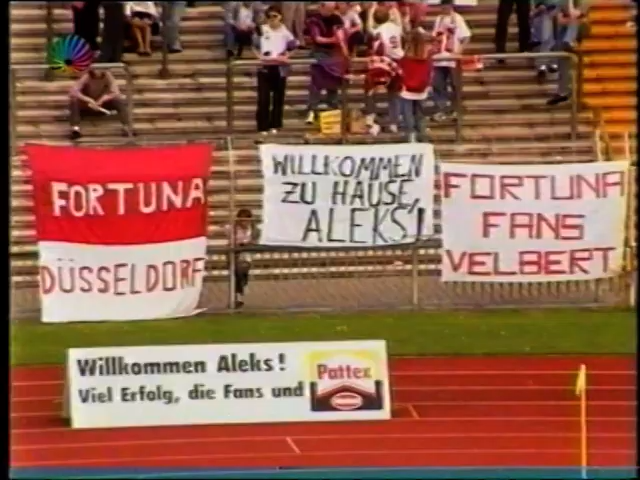 FORTUNA
DÜSSELDORF
WILLKOMMEN
ZU HAUSE,
ALEKS!
FORTUNA
FANS
VELBERT
Willkommen Aleks!
Viel Erfolg, die Fans und
Pattex